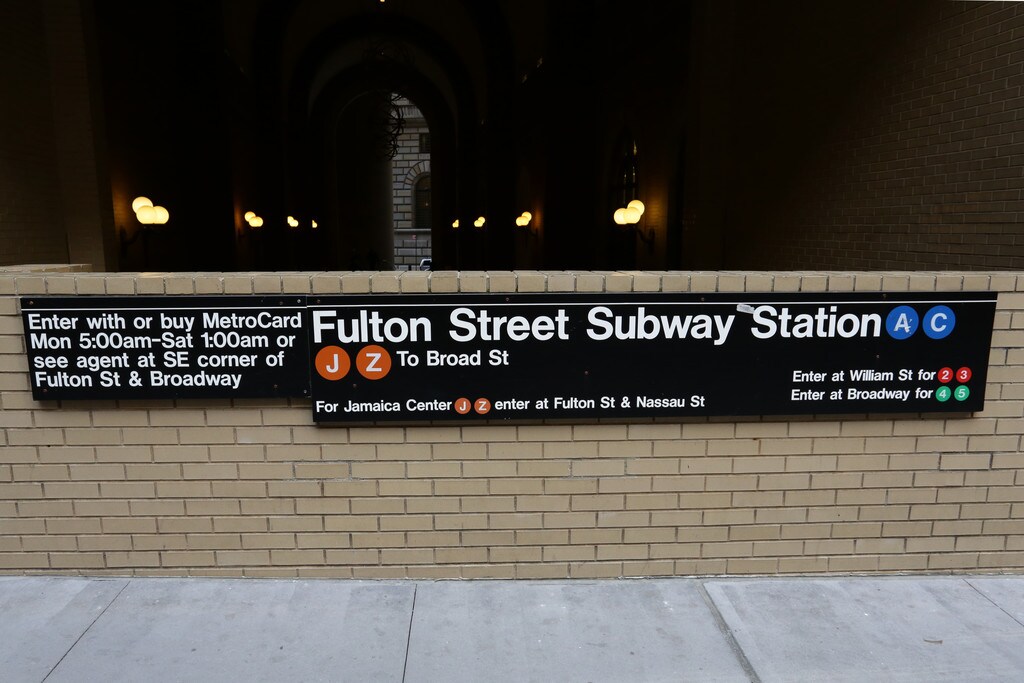 Enter with or buy MetroCard
Mon 5:00am-Sat 1:00am or
see agent at SE corner of
Fulton St & Broadway
Fulton Street Subway Station A C
J Z To Broad St
Enter at William St for 2 3
Enter at Broadway for 4 5
For Jamaica Center J Z enter at Fulton St & Nassau St